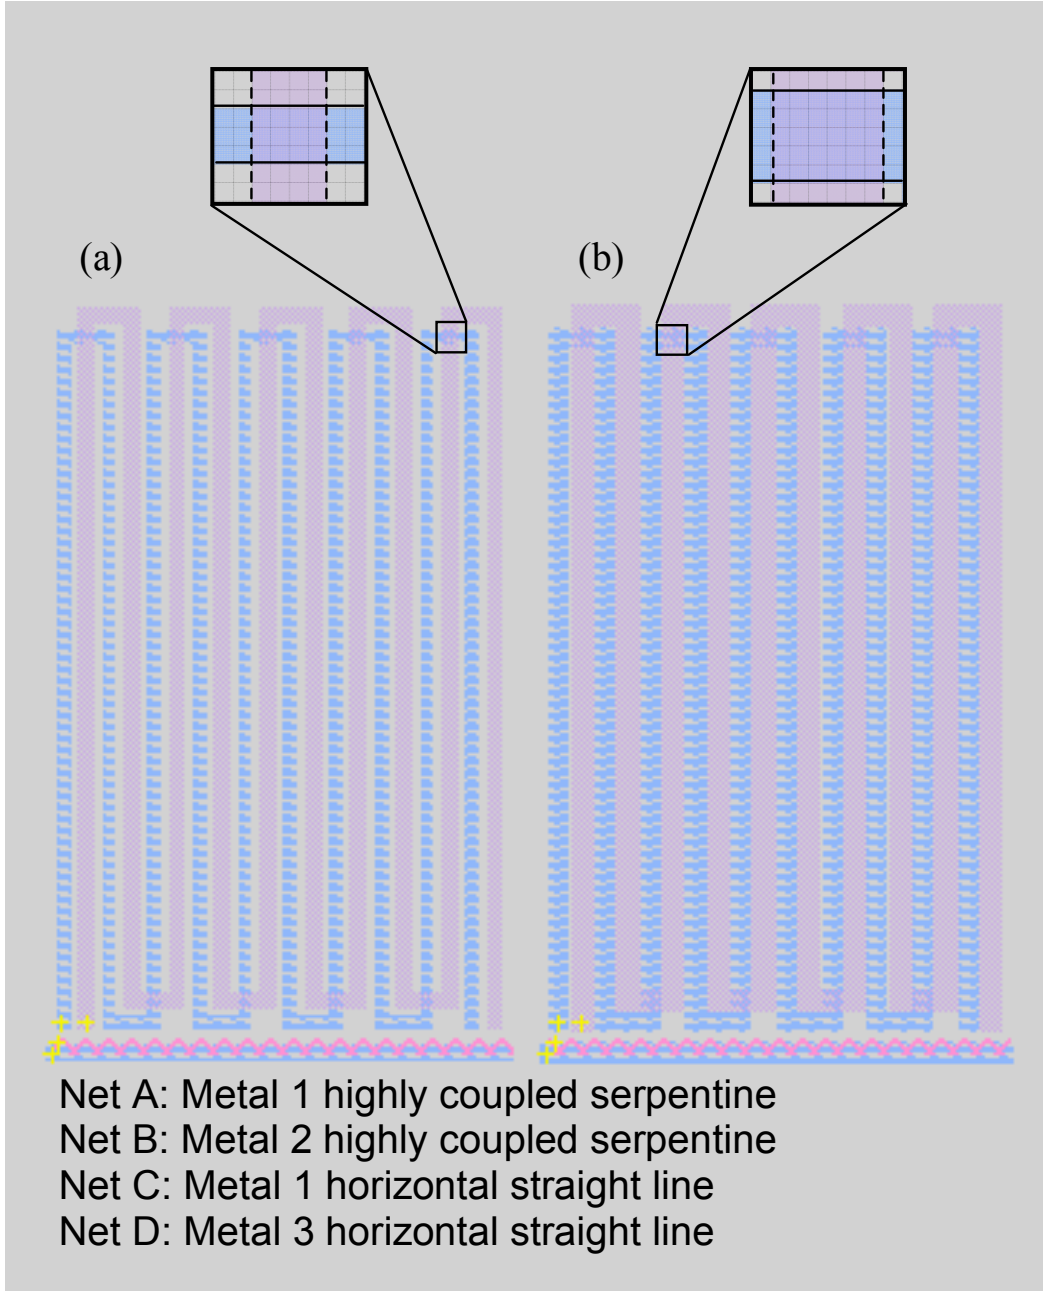 (a)
(b)
Net A: Metal 1 highly coupled serpentine
Net B: Metal 2 highly coupled serpentine
Net C: Metal 1 horizontal straight line
Net D: Metal 3 horizontal straight line